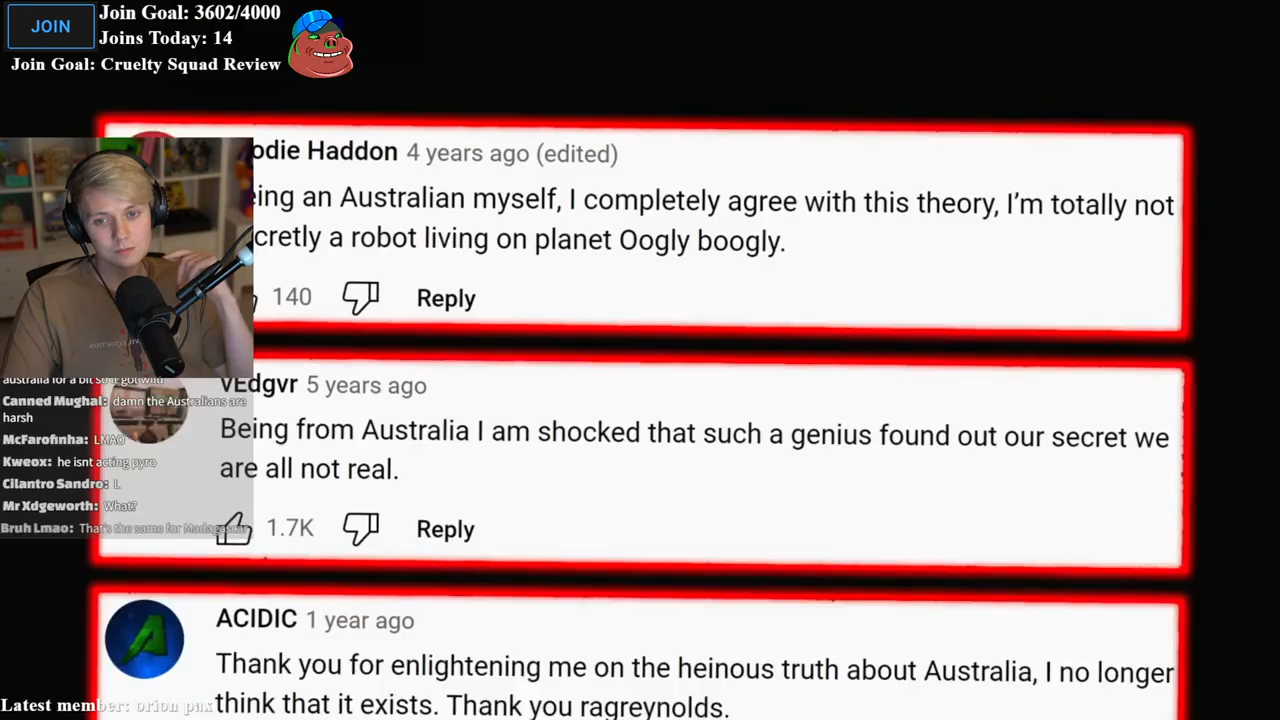 JOIN
Join Goal: 3602/4000
Joins Today: 14
Join Goal: Cruelty Squad Review
odie Haddon 4 years ago (edited)
eing an Australian myself, I completely agree with this theory, I'm totally not
cretly a robot living on planet Oogly boogly.
140 Reply
australia for a bit so it got wild
Canned Mughal: damn the Australians are
harsh
McFarofinha: LMAO
Kweox: he isnt acting pyro
Cilantro Sandro: L
Mr Xdgeworth: What?
Bruh Lmao: That's the same for Madagascar
VEdgvr 5 years ago
Being from Australia I am shocked that such a genius found out our secret we
are all not real.
1.7K Reply
ACIDIC 1 year ago
Thank you for enlightening me on the heinous truth about Australia, I no longer
think that it exists. Thank you ragreynolds.
Latest member: orion pax